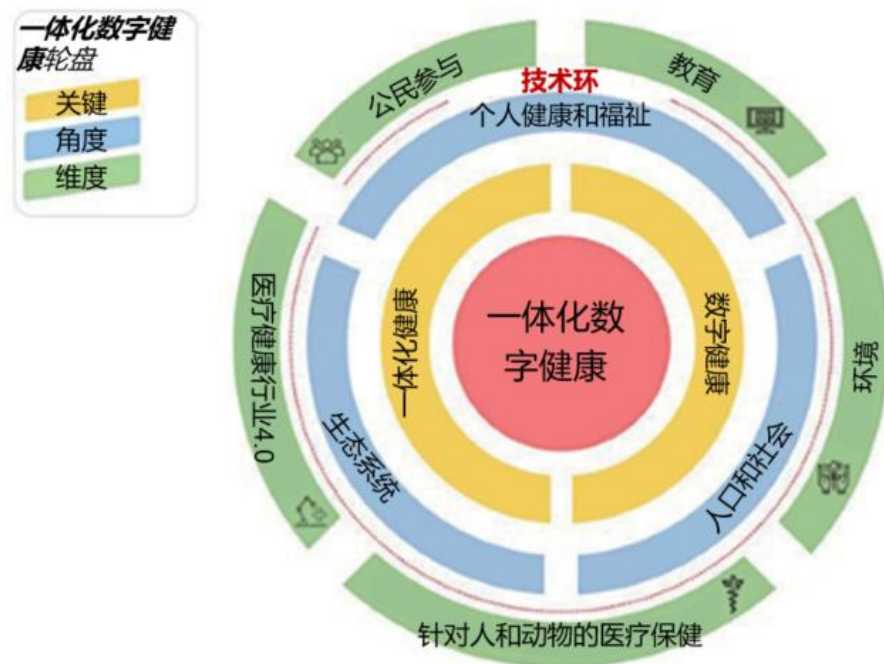 一体化数字健
康轮盘
关键
角度
维度
公民参与
技术环
教育
个人健康和福祉
医疗健康行业4.0
一体化健康
一体化数
字健康
数字健康
环境
生态系统
人口和社会
针对人和动物的医疗保健